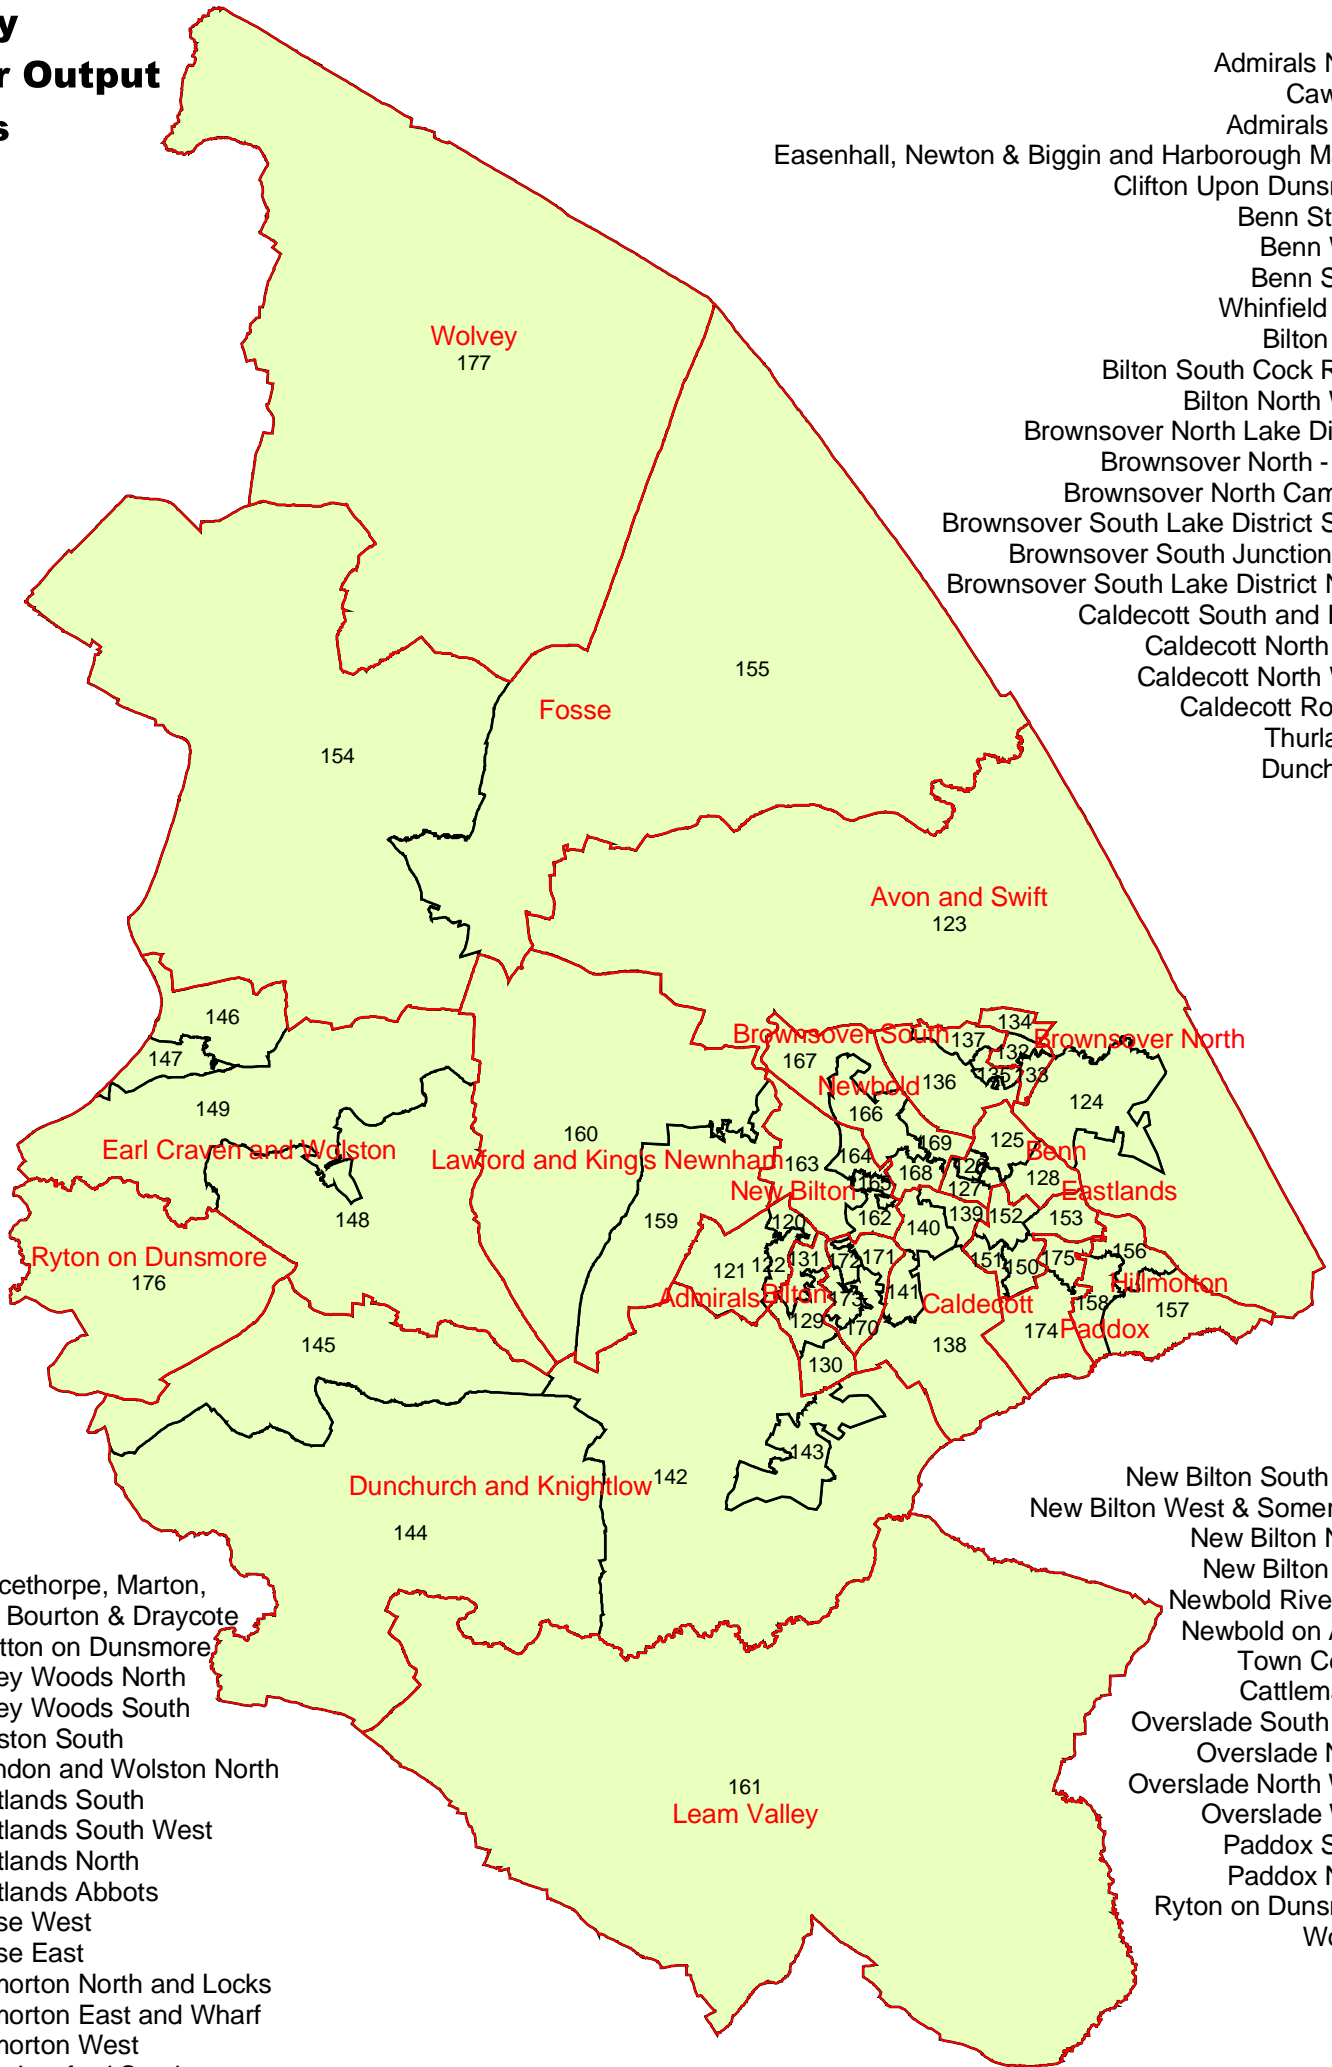 y
r Output
s
Admirals N
Caw
Admirals
Easenhall, Newton & Biggin and Harborough M
Clifton Upon Duns
Benn St
Benn
Benn S
Whinfield
Bilton
Bilton South Cock R
Bilton North
Brownsover North Lake Di
Brownsover North -
Brownsover North Cam
Brownsover South Lake District S
Brownsover South Junction
Brownsover South Lake District N
Caldecott South and
Caldecott North
Caldecott North
Caldecott Ro
Thurla
Dunch
Wolvey
177
155
Fosse
154
Avon and Swift
123
146
147
149
Earl Craven and Wolston
148
160
Lawford and King's Newnham
159
Brownsover South
134
137
132
Brownsover North
167
135
133
136
Newbold
166
124
125
169
Benn
163
164
126
168
128
165
127
New Bilton
Eastlands
162
139
152
153
120
140
156
Ryton on Dunsmore
176
121
122
131
172
171
151
150
175
Hillmorton
Admirals
Bilton
173
141
Caldecott
158
157
129
170
174
Paddox
138
145
130
143
142
Dunchurch and Knightlow
144
161
Leam Valley
New Bilton South
New Bilton West & Somer
New Bilton N
New Bilton
Newbold Rive
Newbold on A
Town Ce
Cattlema
Overslade South
Overslade N
Overslade North
Overslade
Paddox S
Paddox N
Ryton on Duns
Wo
cethorpe, Marton,
Bourton & Draycote
tton on Dunsmore
ey Woods North
ey Woods South
ston South
ndon and Wolston North
tlands South
tlands South West
tlands North
tlands Abbots
se West
se East
morton North and Locks
morton East and Wharf
morton West